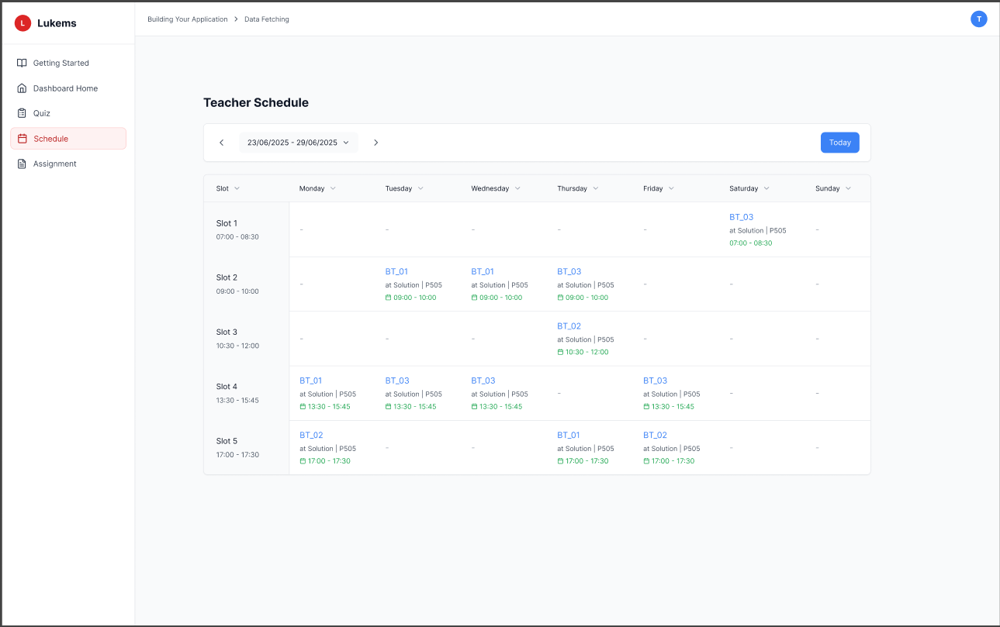 L Lukems
Building Your Application > Data Fetching
T
Getting Started
Dashboard Home
Quiz
Schedule
Assignment
Teacher Schedule
23/06/2025 - 29/06/2025
Today
Slot Monday Tuesday Wednesday Thursday Friday Saturday Sunday
Slot 1
07:00 - 08:30
-
-
-
-
-
BT_03
at Solution | P505
07:00 - 08:30
-
Slot 2
09:00 - 10:00
-
BT_01
at Solution | P505
09:00 - 10:00
BT_01
at Solution | P505
09:00 - 10:00
BT_03
at Solution | P505
09:00 - 10:00
-
-
-
Slot 3
10:30 - 12:00
-
-
-
BT_02
at Solution | P505
10:30 - 12:00
-
-
-
Slot 4
13:30 - 15:45
BT_01
at Solution | P505
13:30 - 15:45
BT_03
at Solution | P505
13:30 - 15:45
BT_03
at Solution | P505
13:30 - 15:45
-
BT_03
at Solution | P505
13:30 - 15:45
-
-
Slot 5
17:00 - 17:30
BT_02
at Solution | P505
17:00 - 17:30
-
-
BT_01
at Solution | P505
17:00 - 17:30
BT_02
at Solution | P505
17:00 - 17:30
-
-